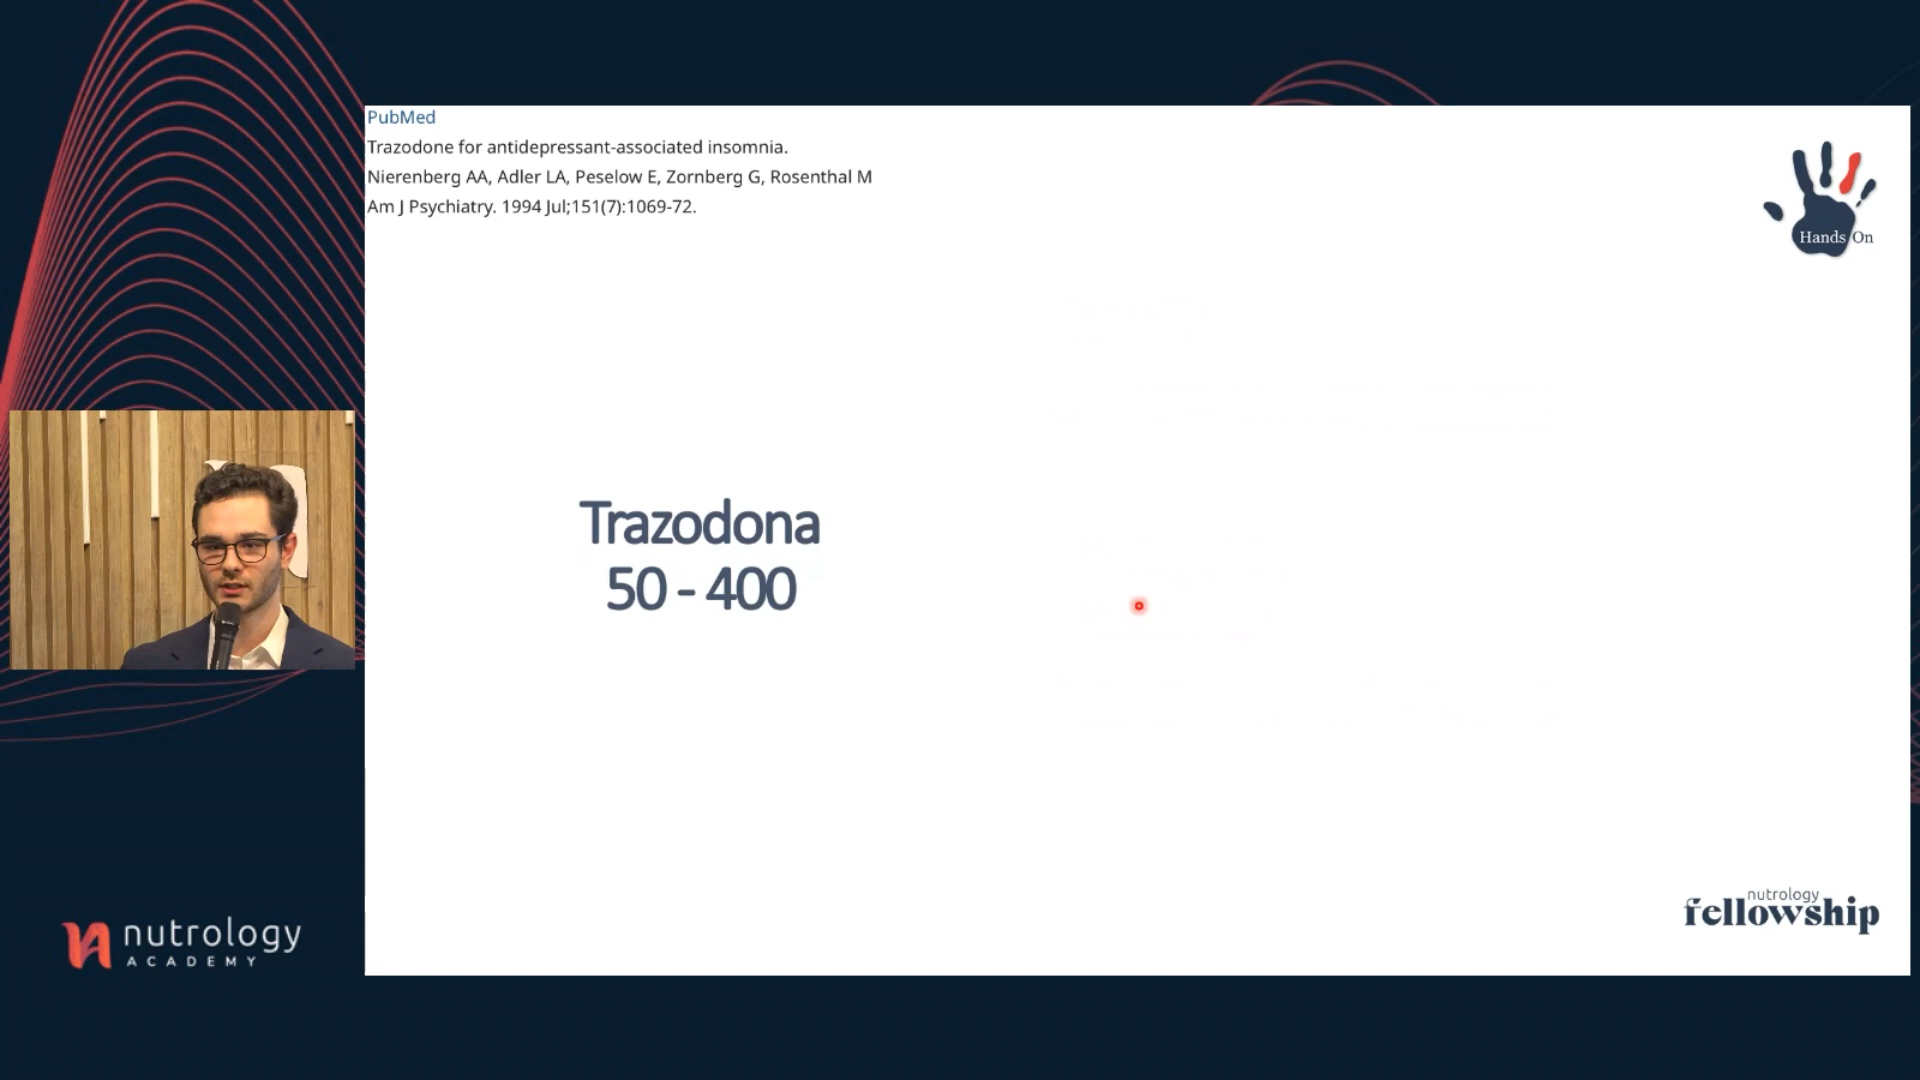 PubMed
Trazodone for antidepressant-associated insomnia.
Nierenberg AA, Adler LA, Peselow E, Zornberg G, Rosenthal M
Am J Psychiatry. 1994 Jul;151(7):1069-72.
Hands On
Trazodona
50 - 400
nutrology
fellowship
nutrology
ACADEMY